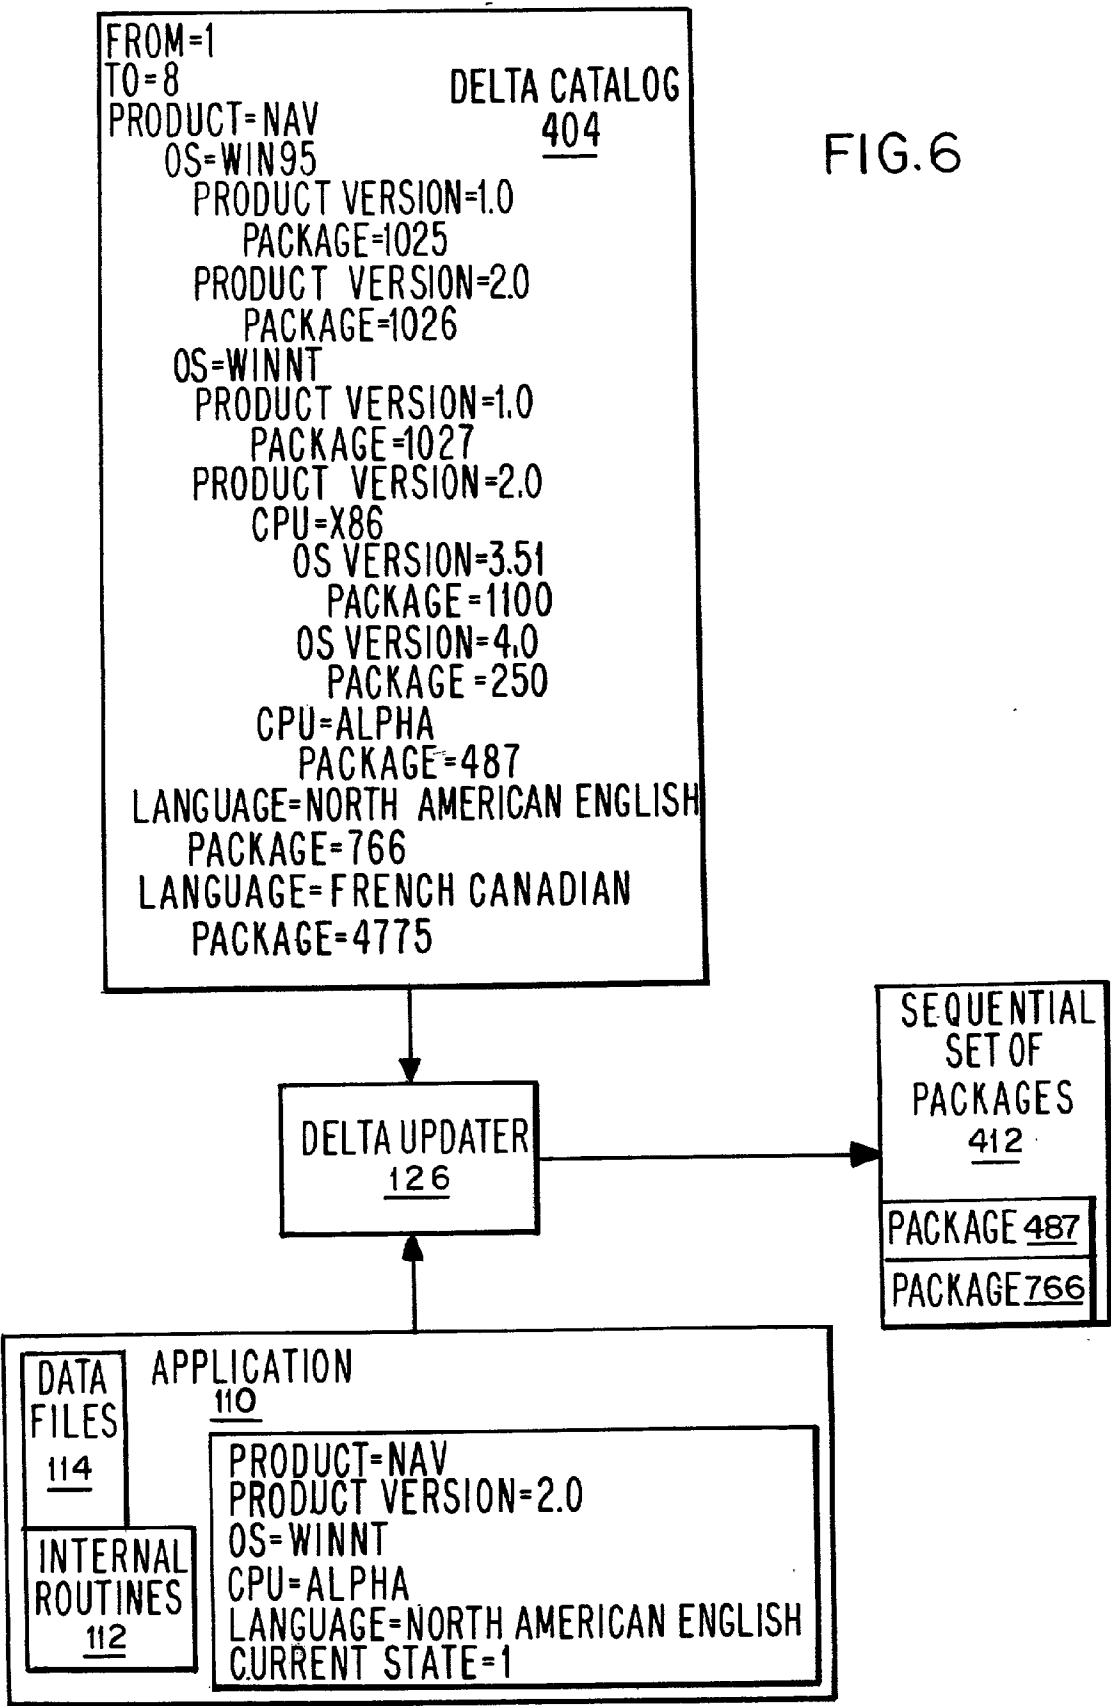 FROM=1
TO=8
DELTA CATALOG
404
PRODUCT=NAV
OS=WIN95
PRODUCT VERSION=1.0
PACKAGE=1025
PRODUCT VERSION=2.0
PACKAGE=1026
OS=WINNT
PRODUCT VERSION=1.0
PACKAGE=1027
PRODUCT VERSION=2.0
CPU=X86
OS VERSION=3.51
PACKAGE=1100
OS VERSION=4.0
PACKAGE=250
CPU=ALPHA
PACKAGE=487
LANGUAGE=NORTH AMERICAN ENGLISH
PACKAGE=766
LANGUAGE=FRENCH CANADIAN
PACKAGE=4775
FIG.6
DELTA UPDATER
126
SEQUENTIAL
SET OF
PACKAGES
412
PACKAGE 487
PACKAGE 766
APPLICATION
110
DATA
FILES
114
INTERNAL
ROUTINES
112
PRODUCT=NAV
PRODUCT VERSION=2.0
OS=WINNT
CPU=ALPHA
LANGUAGE=NORTH AMERICAN ENGLISH
CURRENT STATE=1